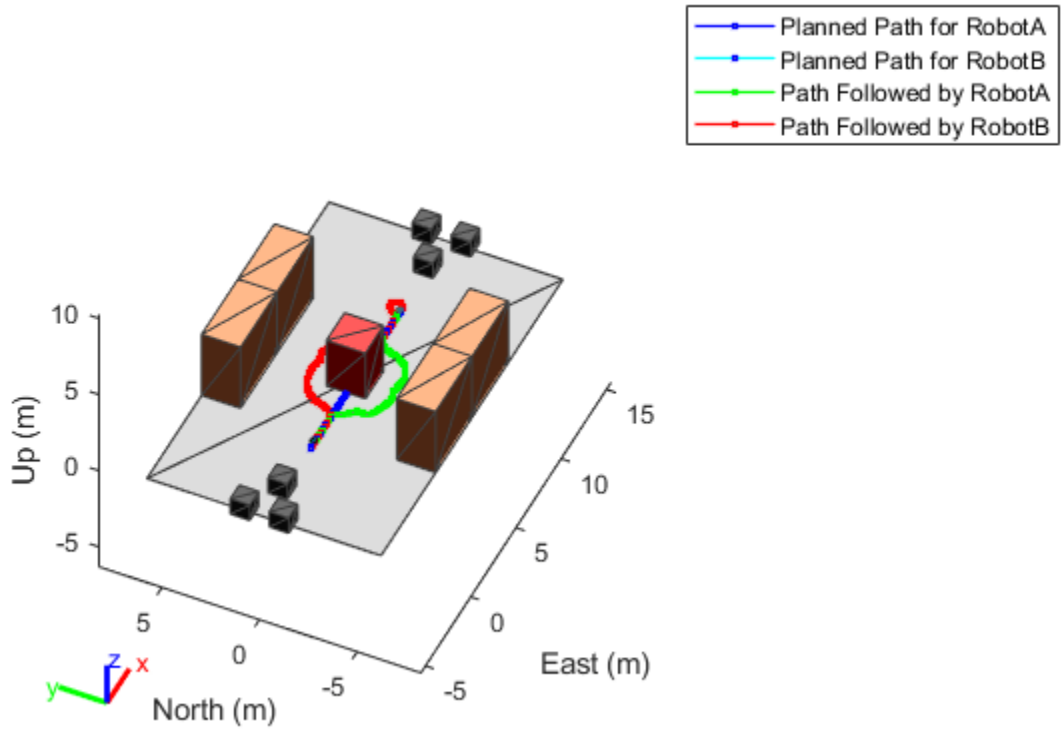 Planned Path for RobotA
Planned Path for RobotB
Path Followed by RobotA
Path Followed by RobotB
10
5
0
-5
Up (m)
15
10
5
0
-5
East (m)
5
0
-5
North (m)
z
x
y